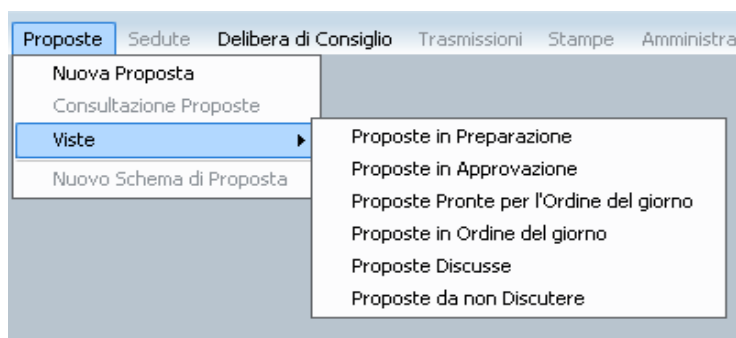 Proposte Sedute Delibera di Consiglio Trasmissioni Stampe Amministra
Nuova Proposta
Consultazione Proposte
Viste
Nuovo Schema di Proposta
Proposte in Preparazione
Proposte in Approvazione
Proposte Pronte per l'Ordine del giorno
Proposte in Ordine del giorno
Proposte Discusse
Proposte da non Discutere